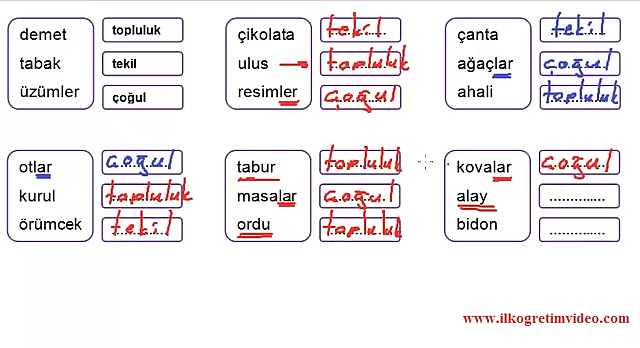 demet topluluk
tabak tekil
üzümler çoğul
çikolata tekil
ulus topluluk
resimler çoğul
çanta tekil
ağaçlar çoğul
ahali topluluk
otlar çoğul
kurul topluluk
örümcek tekil
tabur topluluk
masalar çoğul
ordu topluluk
kovalar çoğul
alay ..............
bidon ..............
www.ilkogretimvideo.com